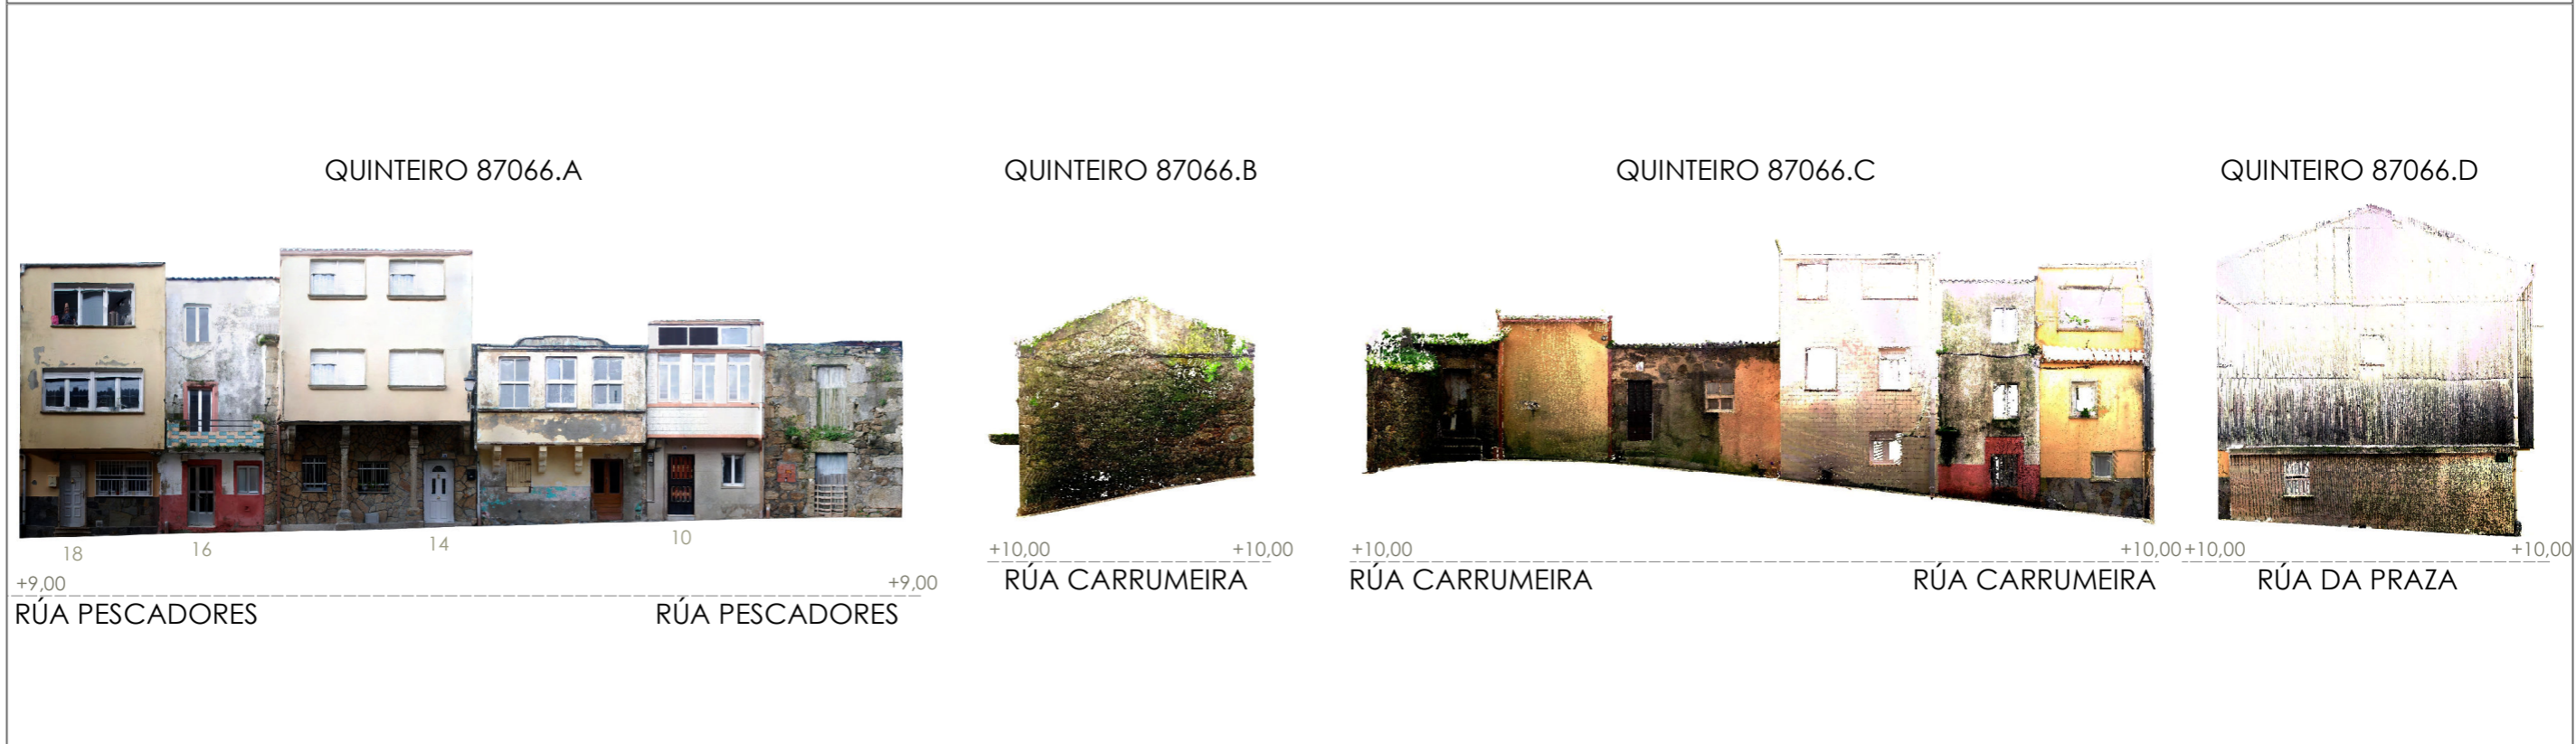 QUINTEIRO 87066.A
QUINTEIRO 87066.B
QUINTEIRO 87066.C
QUINTEIRO 87066.D
18
16
14
10
+9,00
+9,00
RÚA PESCADORES
RÚA PESCADORES
+10,00
+10,00
RÚA CARRUMEIRA
+10,00
+10,00
RÚA CARRUMEIRA
RÚA CARRUMEIRA
+10,00
+10,00
RÚA DA PRAZA